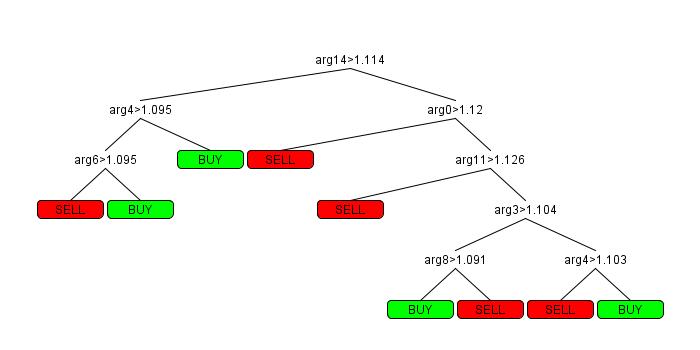 arg14>1.114
arg4>1.095 arg0>1.12
arg6>1.095 BUY SELL arg11>1.126
SELL BUY SELL arg3>1.104
arg8>1.091 arg4>1.103
BUY SELL SELL BUY